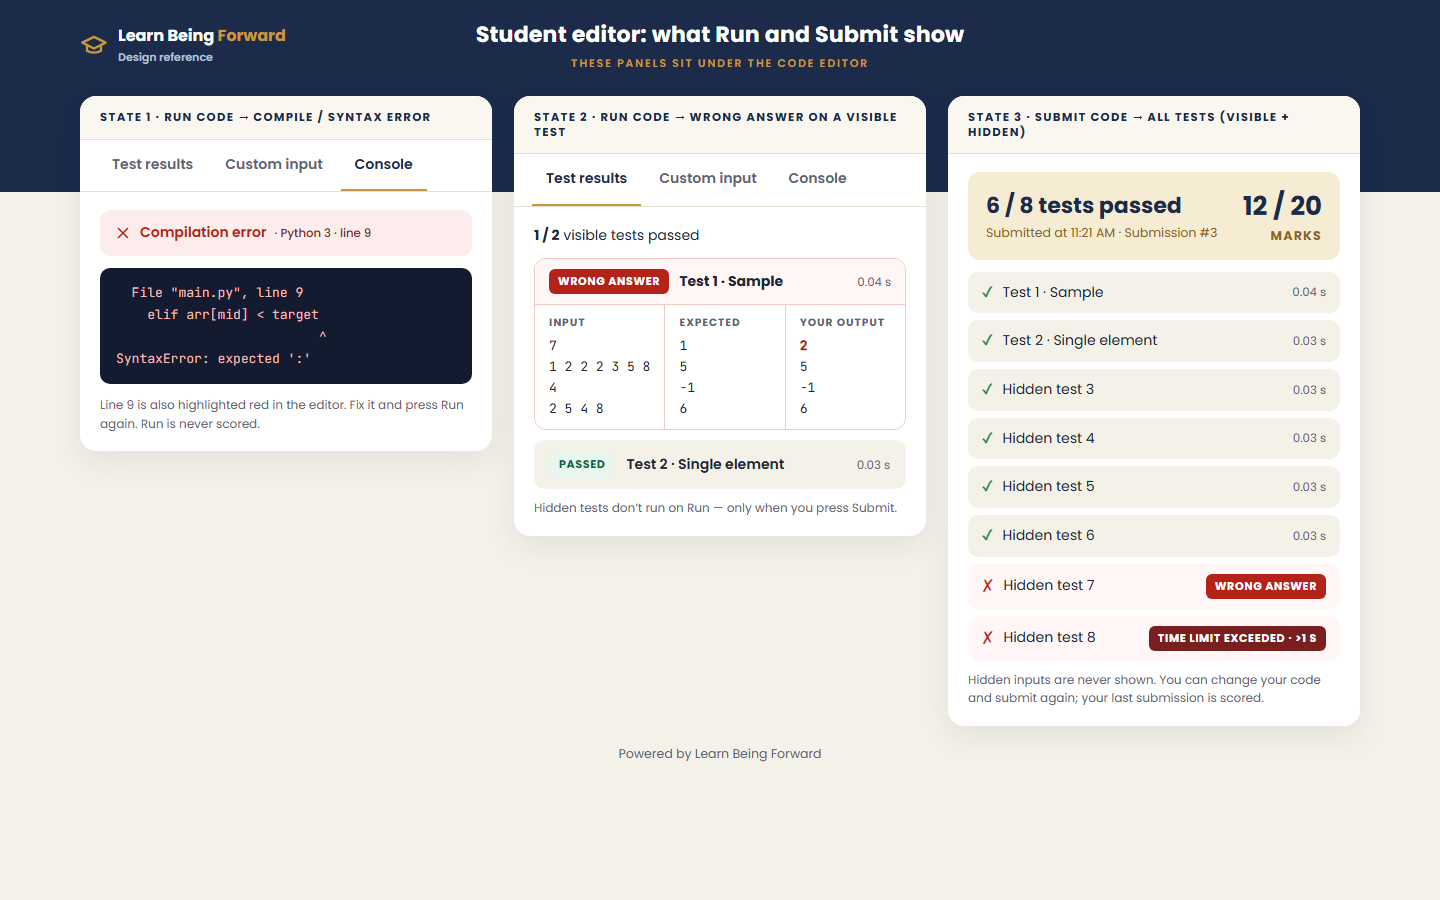 Learn Being Forward
Design reference
Student editor: what Run and Submit show
THESE PANELS SIT UNDER THE CODE EDITOR
STATE 1 · RUN CODE → COMPILE / SYNTAX ERROR
Test results Custom input Console
✕ Compilation error · Python 3 · line 9
File "main.py", line 9
elif arr[mid] < target
^
SyntaxError: expected ':'
Line 9 is also highlighted red in the editor. Fix it and press Run
again. Run is never scored.
STATE 2 · RUN CODE → WRONG ANSWER ON A VISIBLE
TEST
Test results Custom input Console
1 / 2 visible tests passed
WRONG ANSWER Test 1 · Sample 0.04 s
INPUT EXPECTED YOUR OUTPUT
7 1 2
1 2 2 2 3 5 8 5 5
4 -1 -1
2 5 4 8 6 6
PASSED Test 2 · Single element 0.03 s
Hidden tests don’t run on Run — only when you press Submit.
STATE 3 · SUBMIT CODE → ALL TESTS (VISIBLE +
HIDDEN)
6 / 8 tests passed 12 / 20
Submitted at 11:21 AM · Submission #3 MARKS
✓ Test 1 · Sample 0.04 s
✓ Test 2 · Single element 0.03 s
✓ Hidden test 3 0.03 s
✓ Hidden test 4 0.03 s
✓ Hidden test 5 0.03 s
✓ Hidden test 6 0.03 s
✗ Hidden test 7 WRONG ANSWER
✗ Hidden test 8 TIME LIMIT EXCEEDED · >1 S
Hidden inputs are never shown. You can change your code
and submit again; your last submission is scored.
Powered by Learn Being Forward